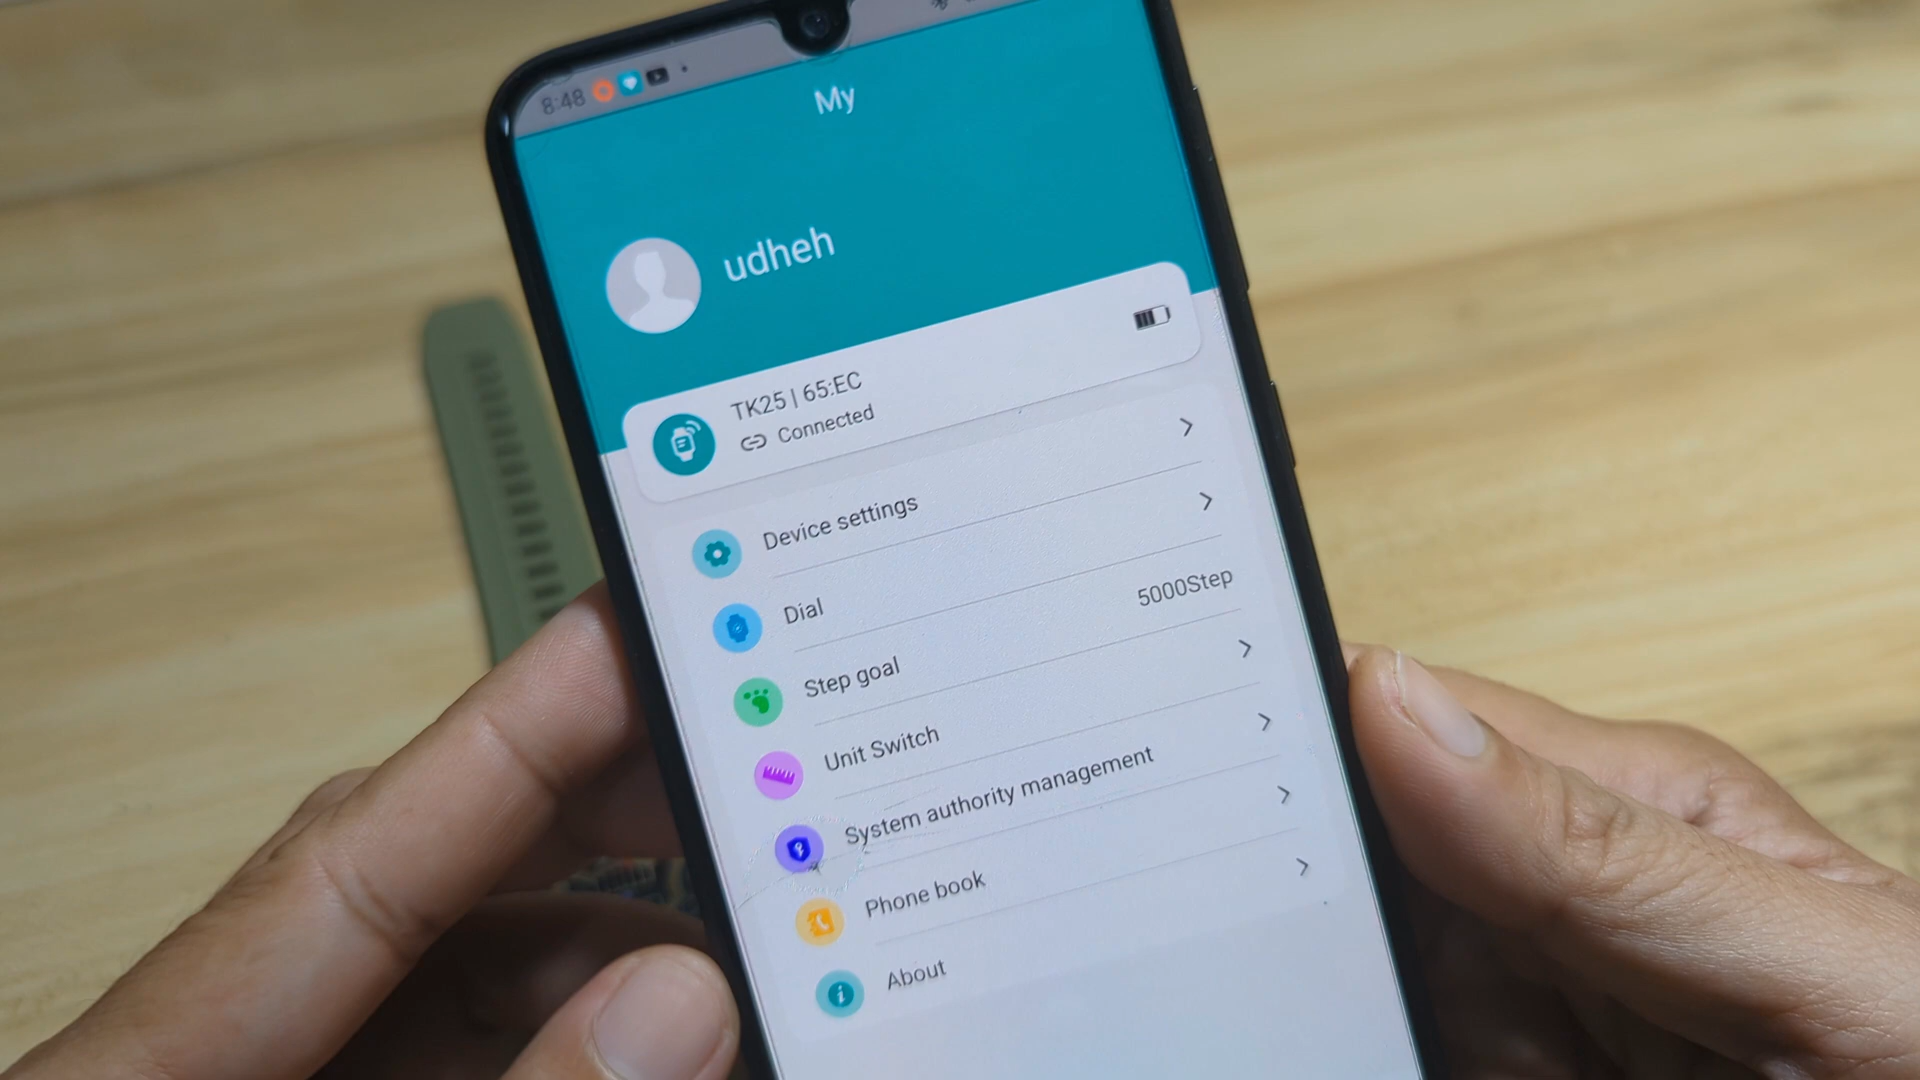 8:48
My
udheh
TK25 | 65:EC
Connected
Device settings
Dial
Step goal 5000Step
Unit Switch
System authority management
Phone book
About